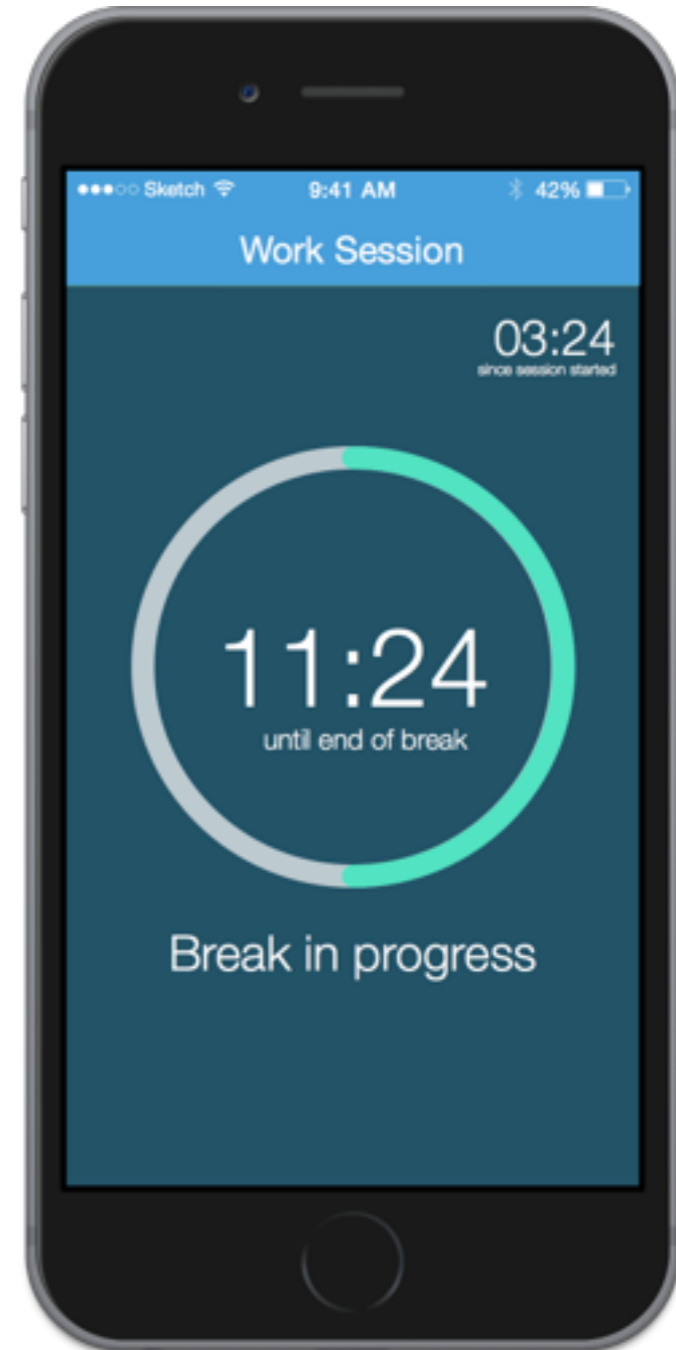 Sketch 9:41 AM 42%
Work Session
03:24
since session started
11:24
until end of break
Break in progress